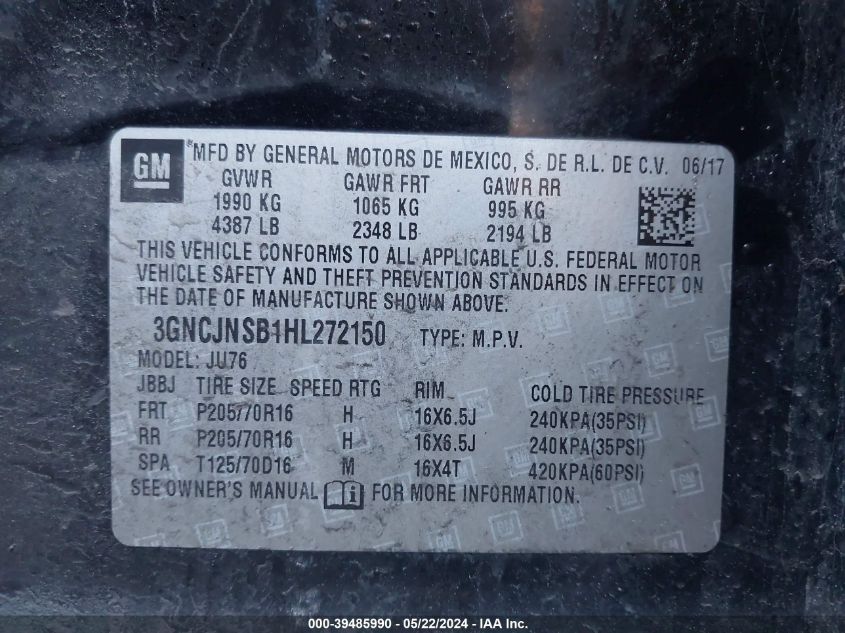 GM
*MFD BY GENERAL MOTORS DE MEXICO, S. DE R.L. DE C.V. 06/17
GVWR GAWR FRT GAWR RR
1990 KG 1065 KG 995 KG
4387 LB 2348 LB 2194 LB
THIS VEHICLE CONFORMS TO ALL APPLICABLE U.S. FEDERAL MOTOR
VEHICLE SAFETY AND THEFT PREVENTION STANDARDS IN EFFECT ON
THE DATE OF MANUFACTURE SHOWN ABOVE.
3GNCJNSB1HL272150 TYPE: M.P.V.
MODEL: JU76
JBBJ TIRE SIZE SPEED RTG RIM COLD TIRE PRESSURE
FRT P205/70R16 H 16X6.5J 240KPA(35PSI)
RR P205/70R16 H 16X6.5J 240KPA(35PSI)
SPA T125/70D16 M 16X4T 420KPA(60PSI)
SEE OWNER'S MANUAL FOR MORE INFORMATION.
000-39485990 - 05/22/2024 - IAA Inc.